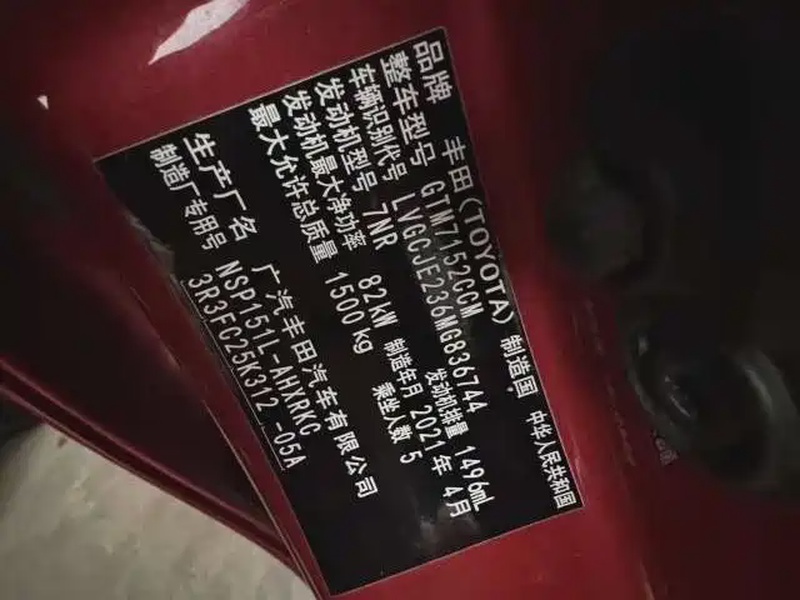 品牌 丰田(TOYOTA) 制造国 中华人民共和国
整车型号 GTM7152CCM
车辆识别代号 LVGCJE236MG836744
发动机型号 7NR 发动机排量 1496mL
发动机最大净功率 82kW 制造年月 2021年 4月
最大允许总质量 1500kg 乘坐人数 5
生产厂名 广汽丰田汽车有限公司
制造厂专用号 NSP151L-AHXRKC
3R3FC25K312 -05A